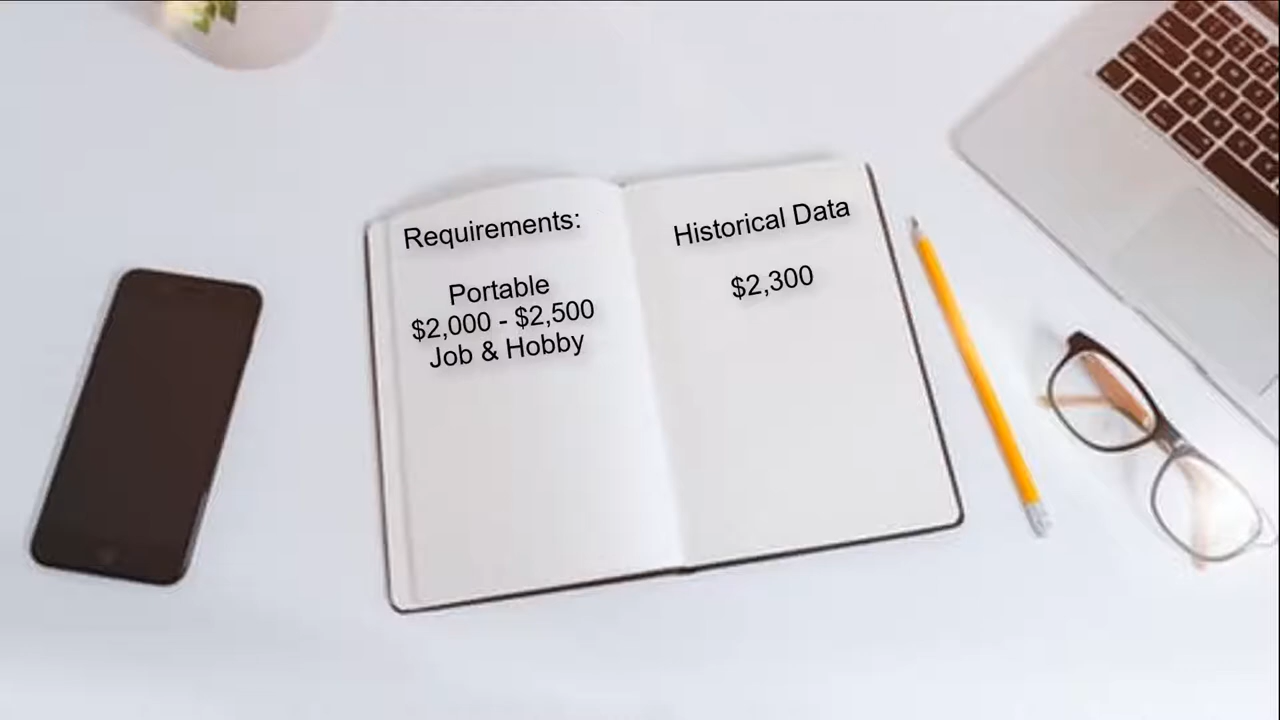 Requirements:
Portable
$2,000 - $2,500
Job & Hobby
Historical Data
$2,300